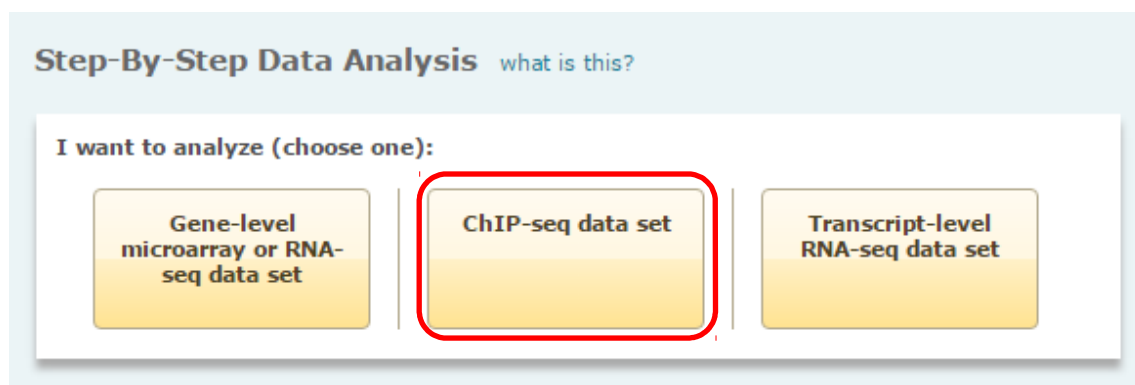 Step-By-Step Data Analysis what is this?
I want to analyze (choose one):
Gene-level
microarray or RNA-
seq data set
ChIP-seq data set
Transcript-level
RNA-seq data set